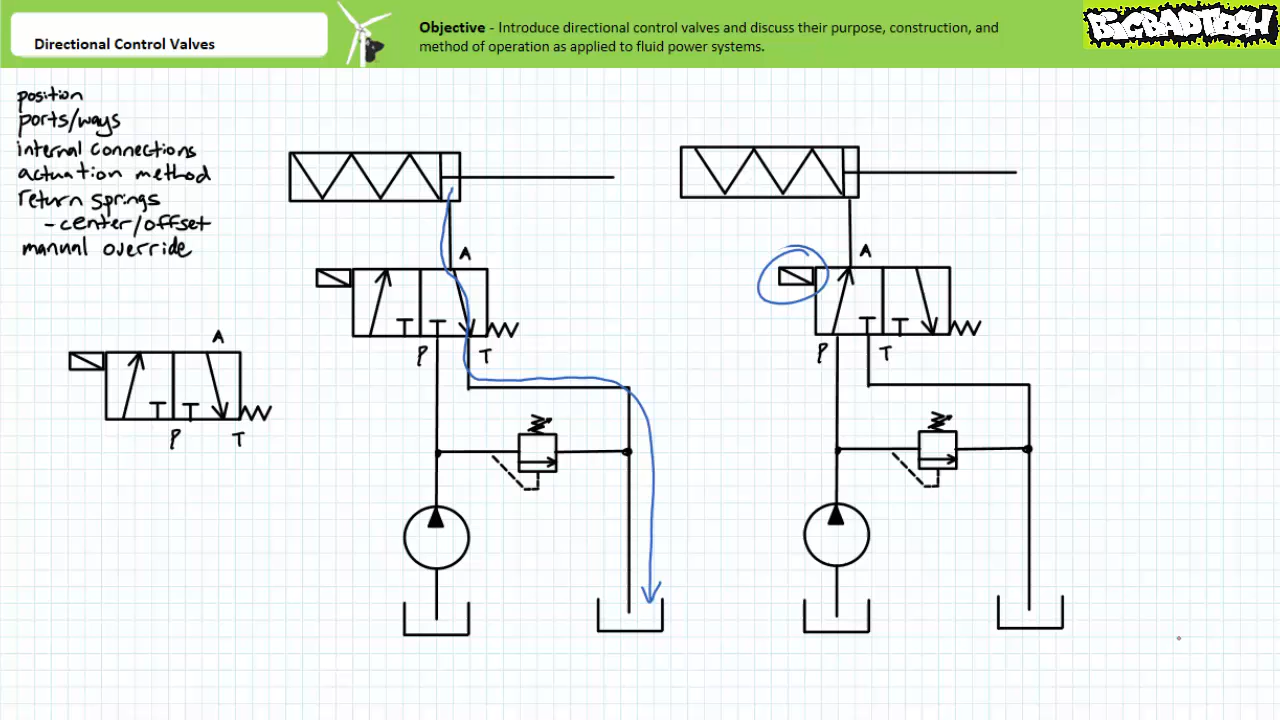 Directional Control Valves
Objective - Introduce directional control valves and discuss their purpose, construction, and
method of operation as applied to fluid power systems.
BIGBADTECH
position
ports/ways
internal connections
actuation method
return springs
- center/offset
manual override
A
A
P T
P T
A
P T